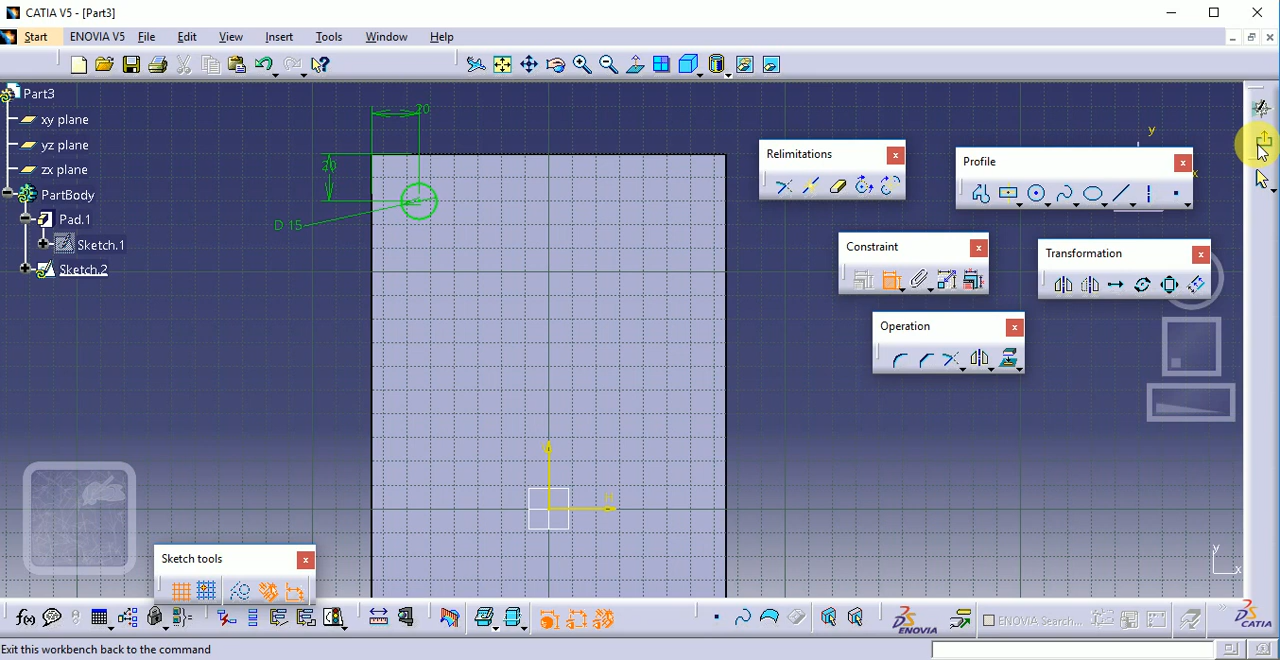 CATIA V5 - [Part3]
Start ENOVIA V5 File Edit View Insert Tools Window Help
Part3
xy plane
yz plane
zx plane
PartBody
Pad.1
Sketch.1
Sketch.2
20
20
D 15
V
H
y
x
Relimitations
Profile
Constraint
Transformation
Operation
Sketch tools
y
x
f(x)
ENOVIA
ENOVIA Search...
CATIA
Exit this workbench back to the command